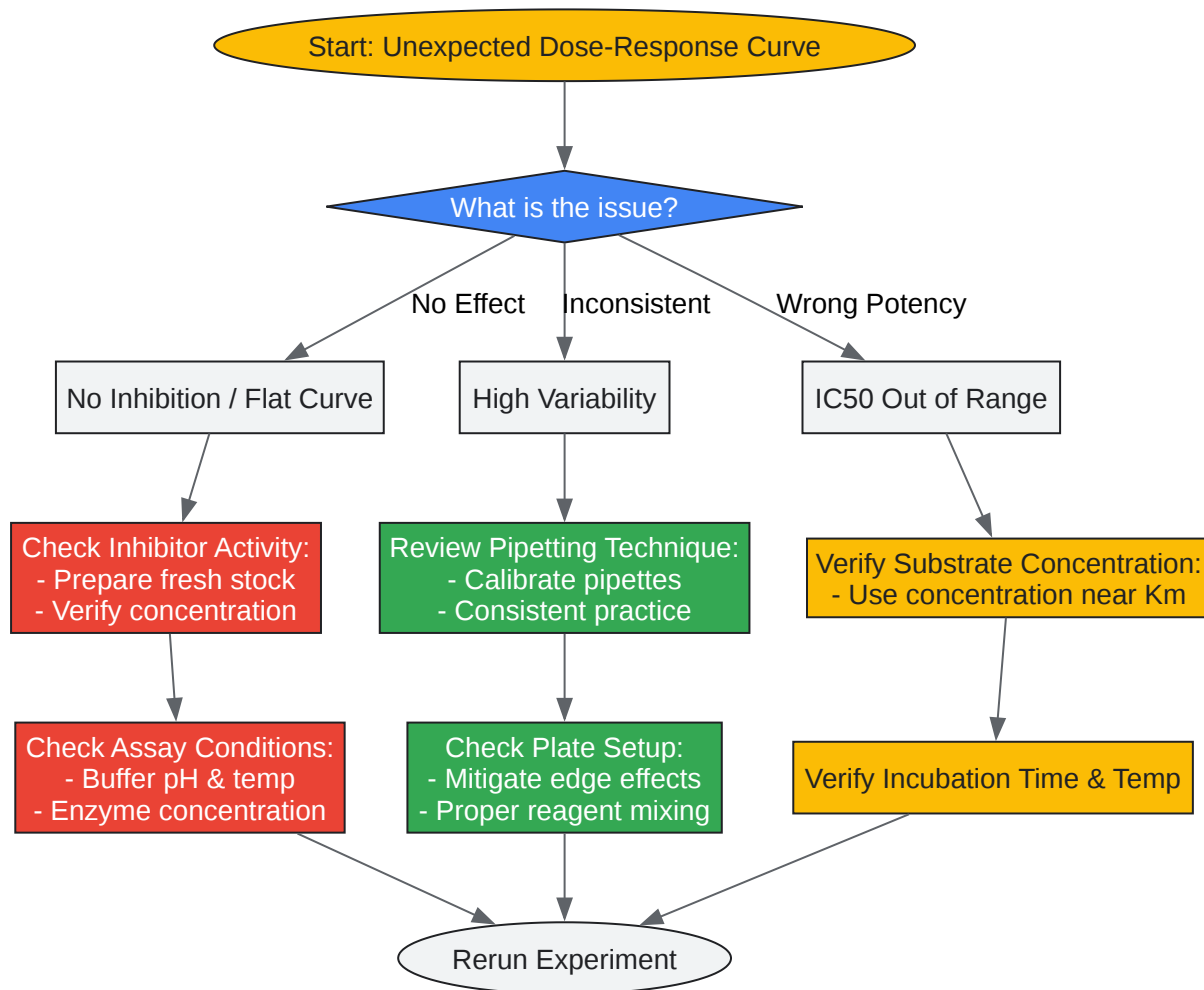 Start: Unexpected Dose-Response Curve
What is the issue?
No Effect
Inconsistent
Wrong Potency
No Inhibition / Flat Curve
High Variability
IC50 Out of Range
Check Inhibitor Activity:
- Prepare fresh stock
- Verify concentration
Review Pipetting Technique:
- Calibrate pipettes
- Consistent practice
Verify Substrate Concentration:
- Use concentration near Km
Check Assay Conditions:
- Buffer pH & temp
- Enzyme concentration
Check Plate Setup:
- Mitigate edge effects
- Proper reagent mixing
Verify Incubation Time & Temp
Rerun Experiment